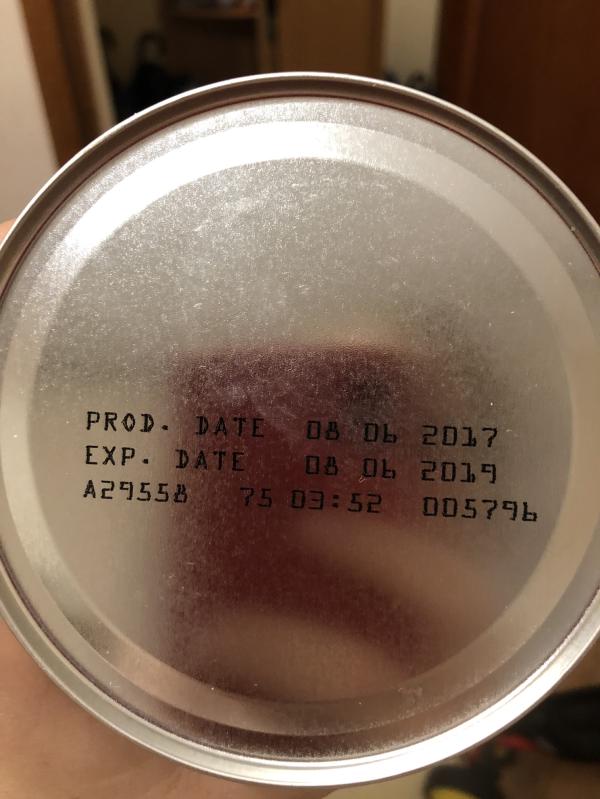 PROD. DATE 08 06 2017
EXP. DATE 08 06 2019
A29558 75 03:52 005796